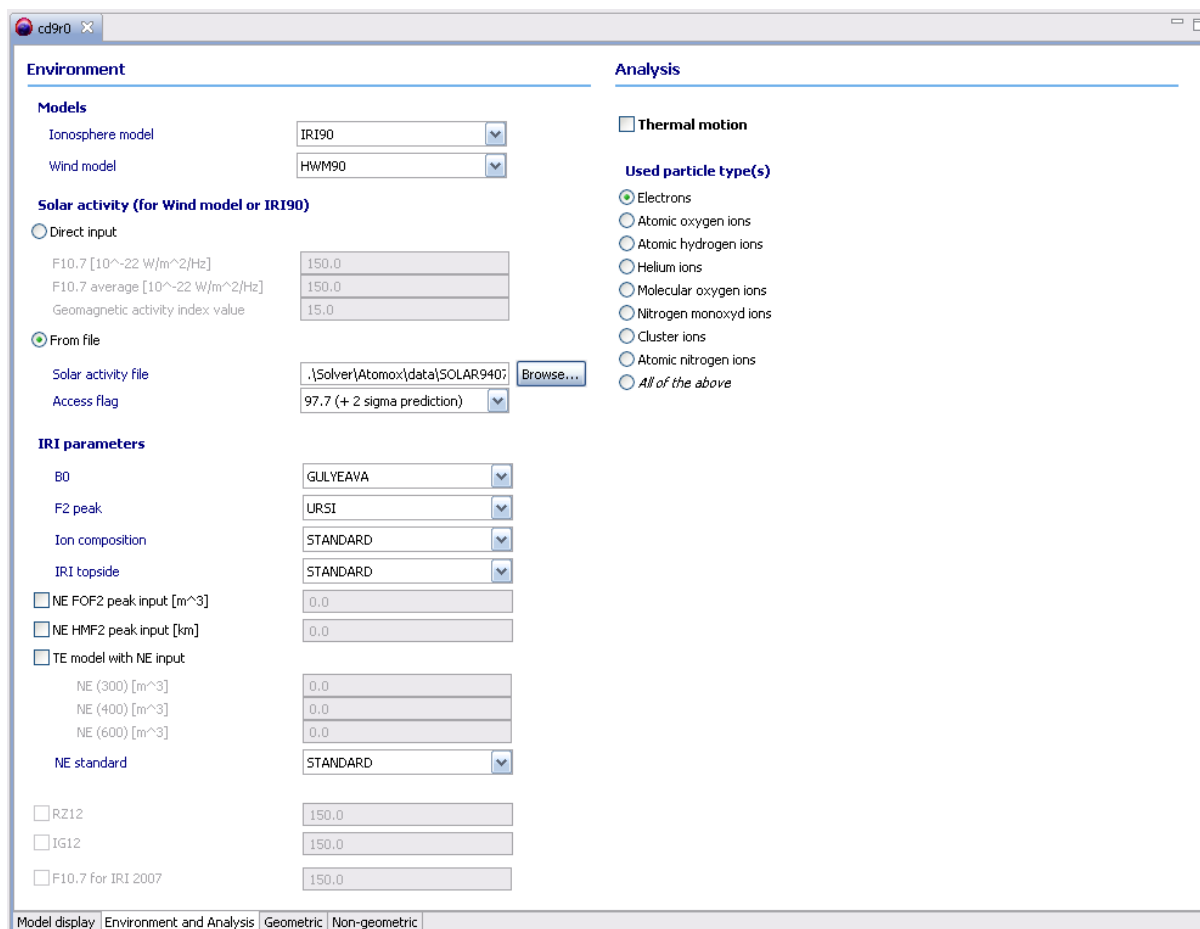 cd9r0
Environment
Models
Ionosphere model IRI90
Wind model HWM90
Solar activity (for Wind model or IRI90)
Direct input
F10.7 [10^-22 W/m^2/Hz] 150.0
F10.7 average [10^-22 W/m^2/Hz] 150.0
Geomagnetic activity index value 15.0
From file
Solar activity file .\Solver\Atomox\data\SOLAR9407 Browse...
Access flag 97.7 (+ 2 sigma prediction)
IRI parameters
B0 GULYEAVA
F2 peak URSI
Ion composition STANDARD
IRI topside STANDARD
NE FOF2 peak input [m^3] 0.0
NE HMF2 peak input [km] 0.0
TE model with NE input
NE (300) [m^3] 0.0
NE (400) [m^3] 0.0
NE (600) [m^3] 0.0
NE standard STANDARD
RZ12 150.0
IG12 150.0
F10.7 for IRI 2007 150.0
Analysis
Thermal motion
Used particle type(s)
Electrons
Atomic oxygen ions
Atomic hydrogen ions
Helium ions
Molecular oxygen ions
Nitrogen monoxyd ions
Cluster ions
Atomic nitrogen ions
All of the above
Model display Environment and Analysis Geometric Non-geometric